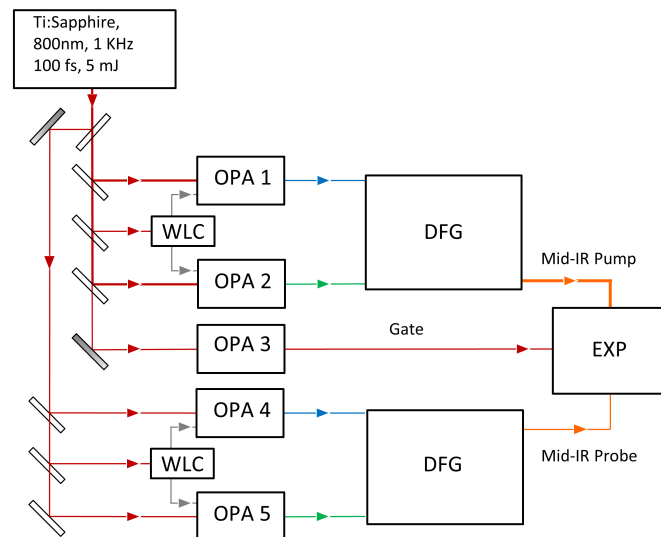 Ti:Sapphire,
800nm, 1 KHz
100 fs, 5 mJ
OPA 1
WLC
DFG
OPA 2
Mid-IR Pump
OPA 3
Gate
EXP
OPA 4
WLC
DFG
Mid-IR Probe
OPA 5